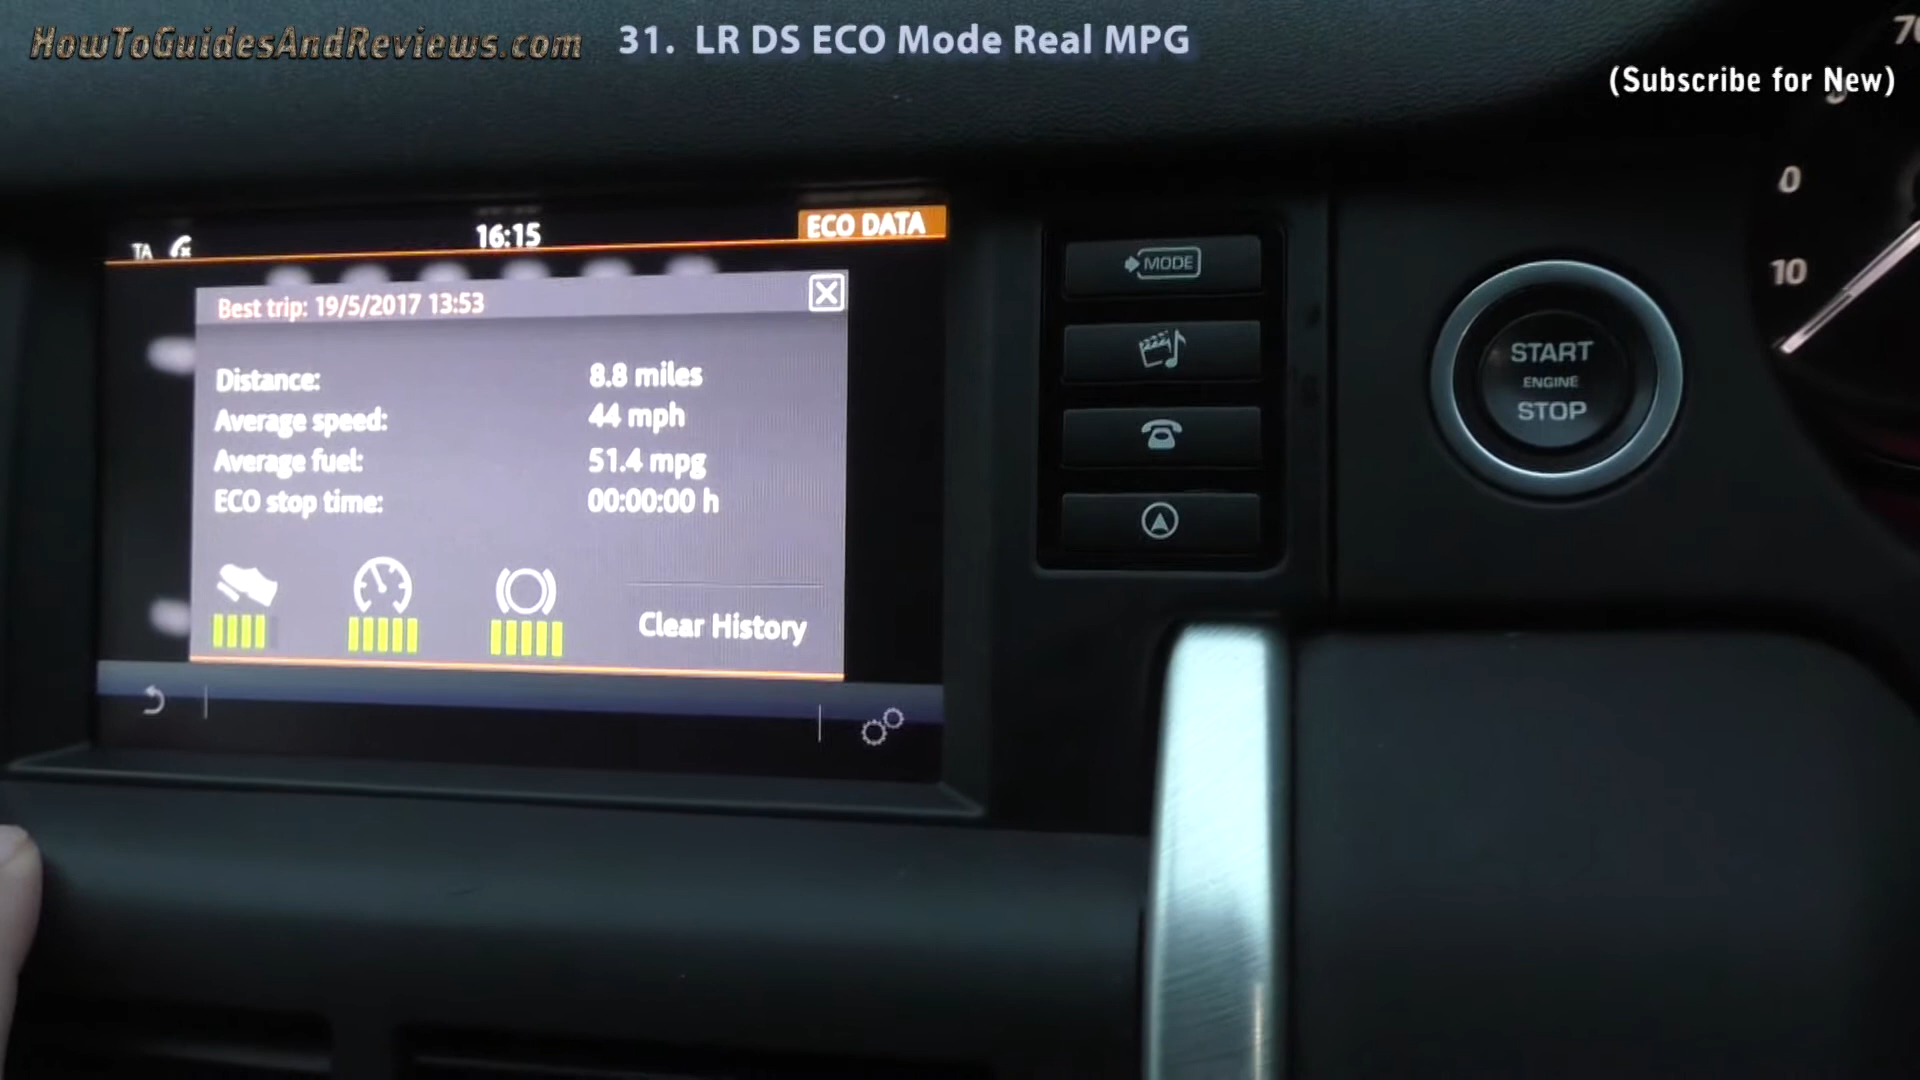 HowToGuidesAndReviews.com
31. LR DS ECO Mode Real MPG
(Subscribe for New)
TA
16:15
ECO DATA
Best trip: 19/5/2017 13:53
Distance: 8.8 miles
Average speed: 44 mph
Average fuel: 51.4 mpg
ECO stop time: 00:00:00 h
Clear History
MODE
START
ENGINE
STOP
0
10